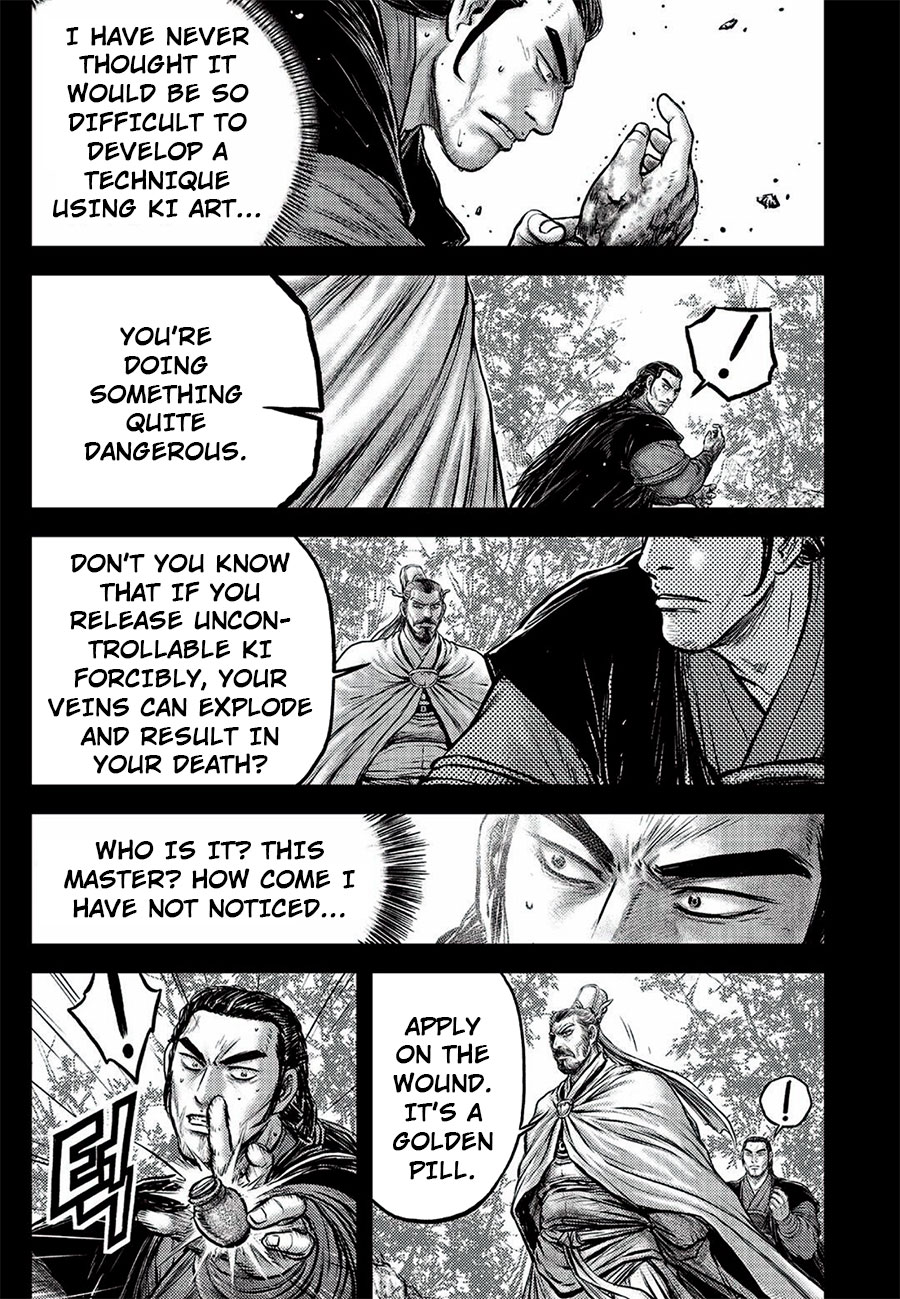 I HAVE NEVER
THOUGHT IT
WOULD BE SO
DIFFICULT TO
DEVELOP A
TECHNIQUE
USING KI ART...
!
YOU'RE
DOING
SOMETHING
QUITE
DANGEROUS.
DON'T YOU KNOW
THAT IF YOU
RELEASE UNCON-
TROLLABLE KI
FORCIBLY, YOUR
VEINS CAN EXPLODE
AND RESULT IN
YOUR DEATH?
WHO IS IT? THIS
MASTER? HOW COME I
HAVE NOT NOTICED...
!
턱
APPLY
ON THE
WOUND.
IT'S A
GOLDEN
PILL.
!